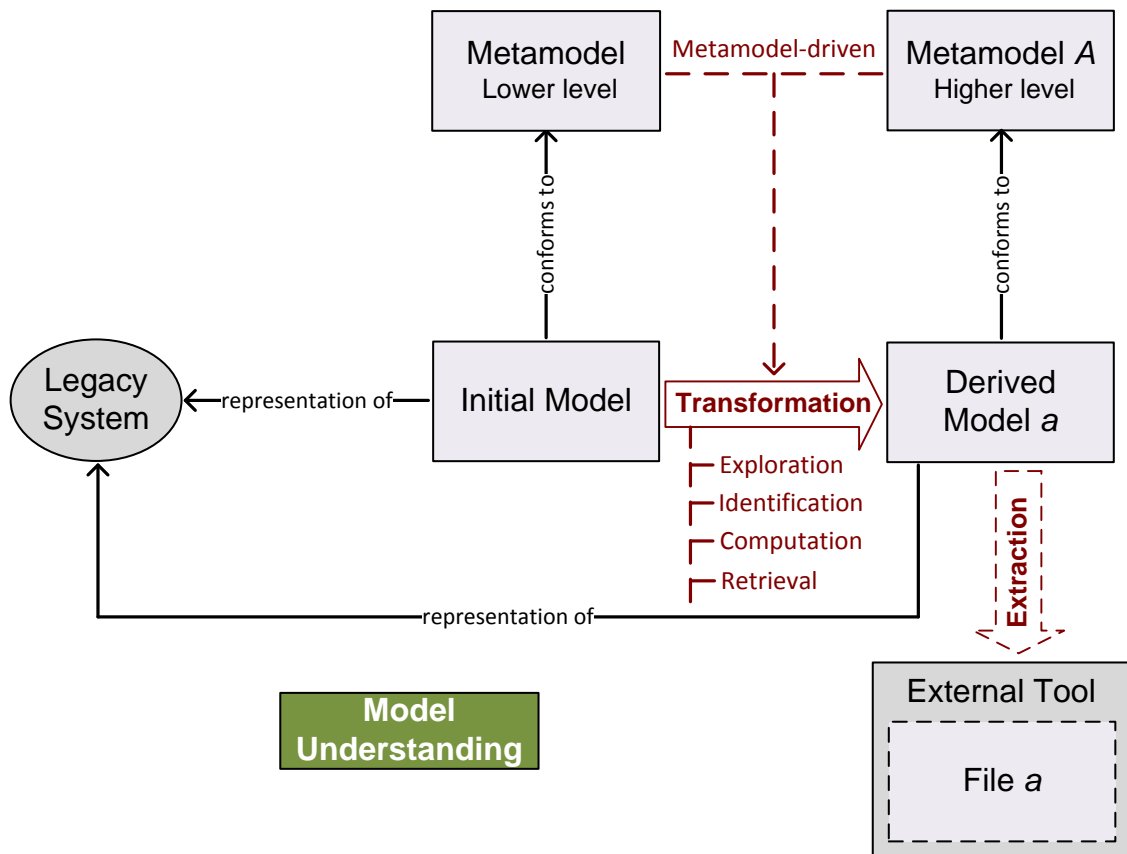 Metamodel
Lower level
Metamodel-driven
Metamodel A
Higher level
conforms to
conforms to
Legacy
System
representation of
Initial Model
Transformation
Derived
Model a
Exploration
Identification
Computation
Retrieval
Extraction
representation of
Model
Understanding
External Tool
File a